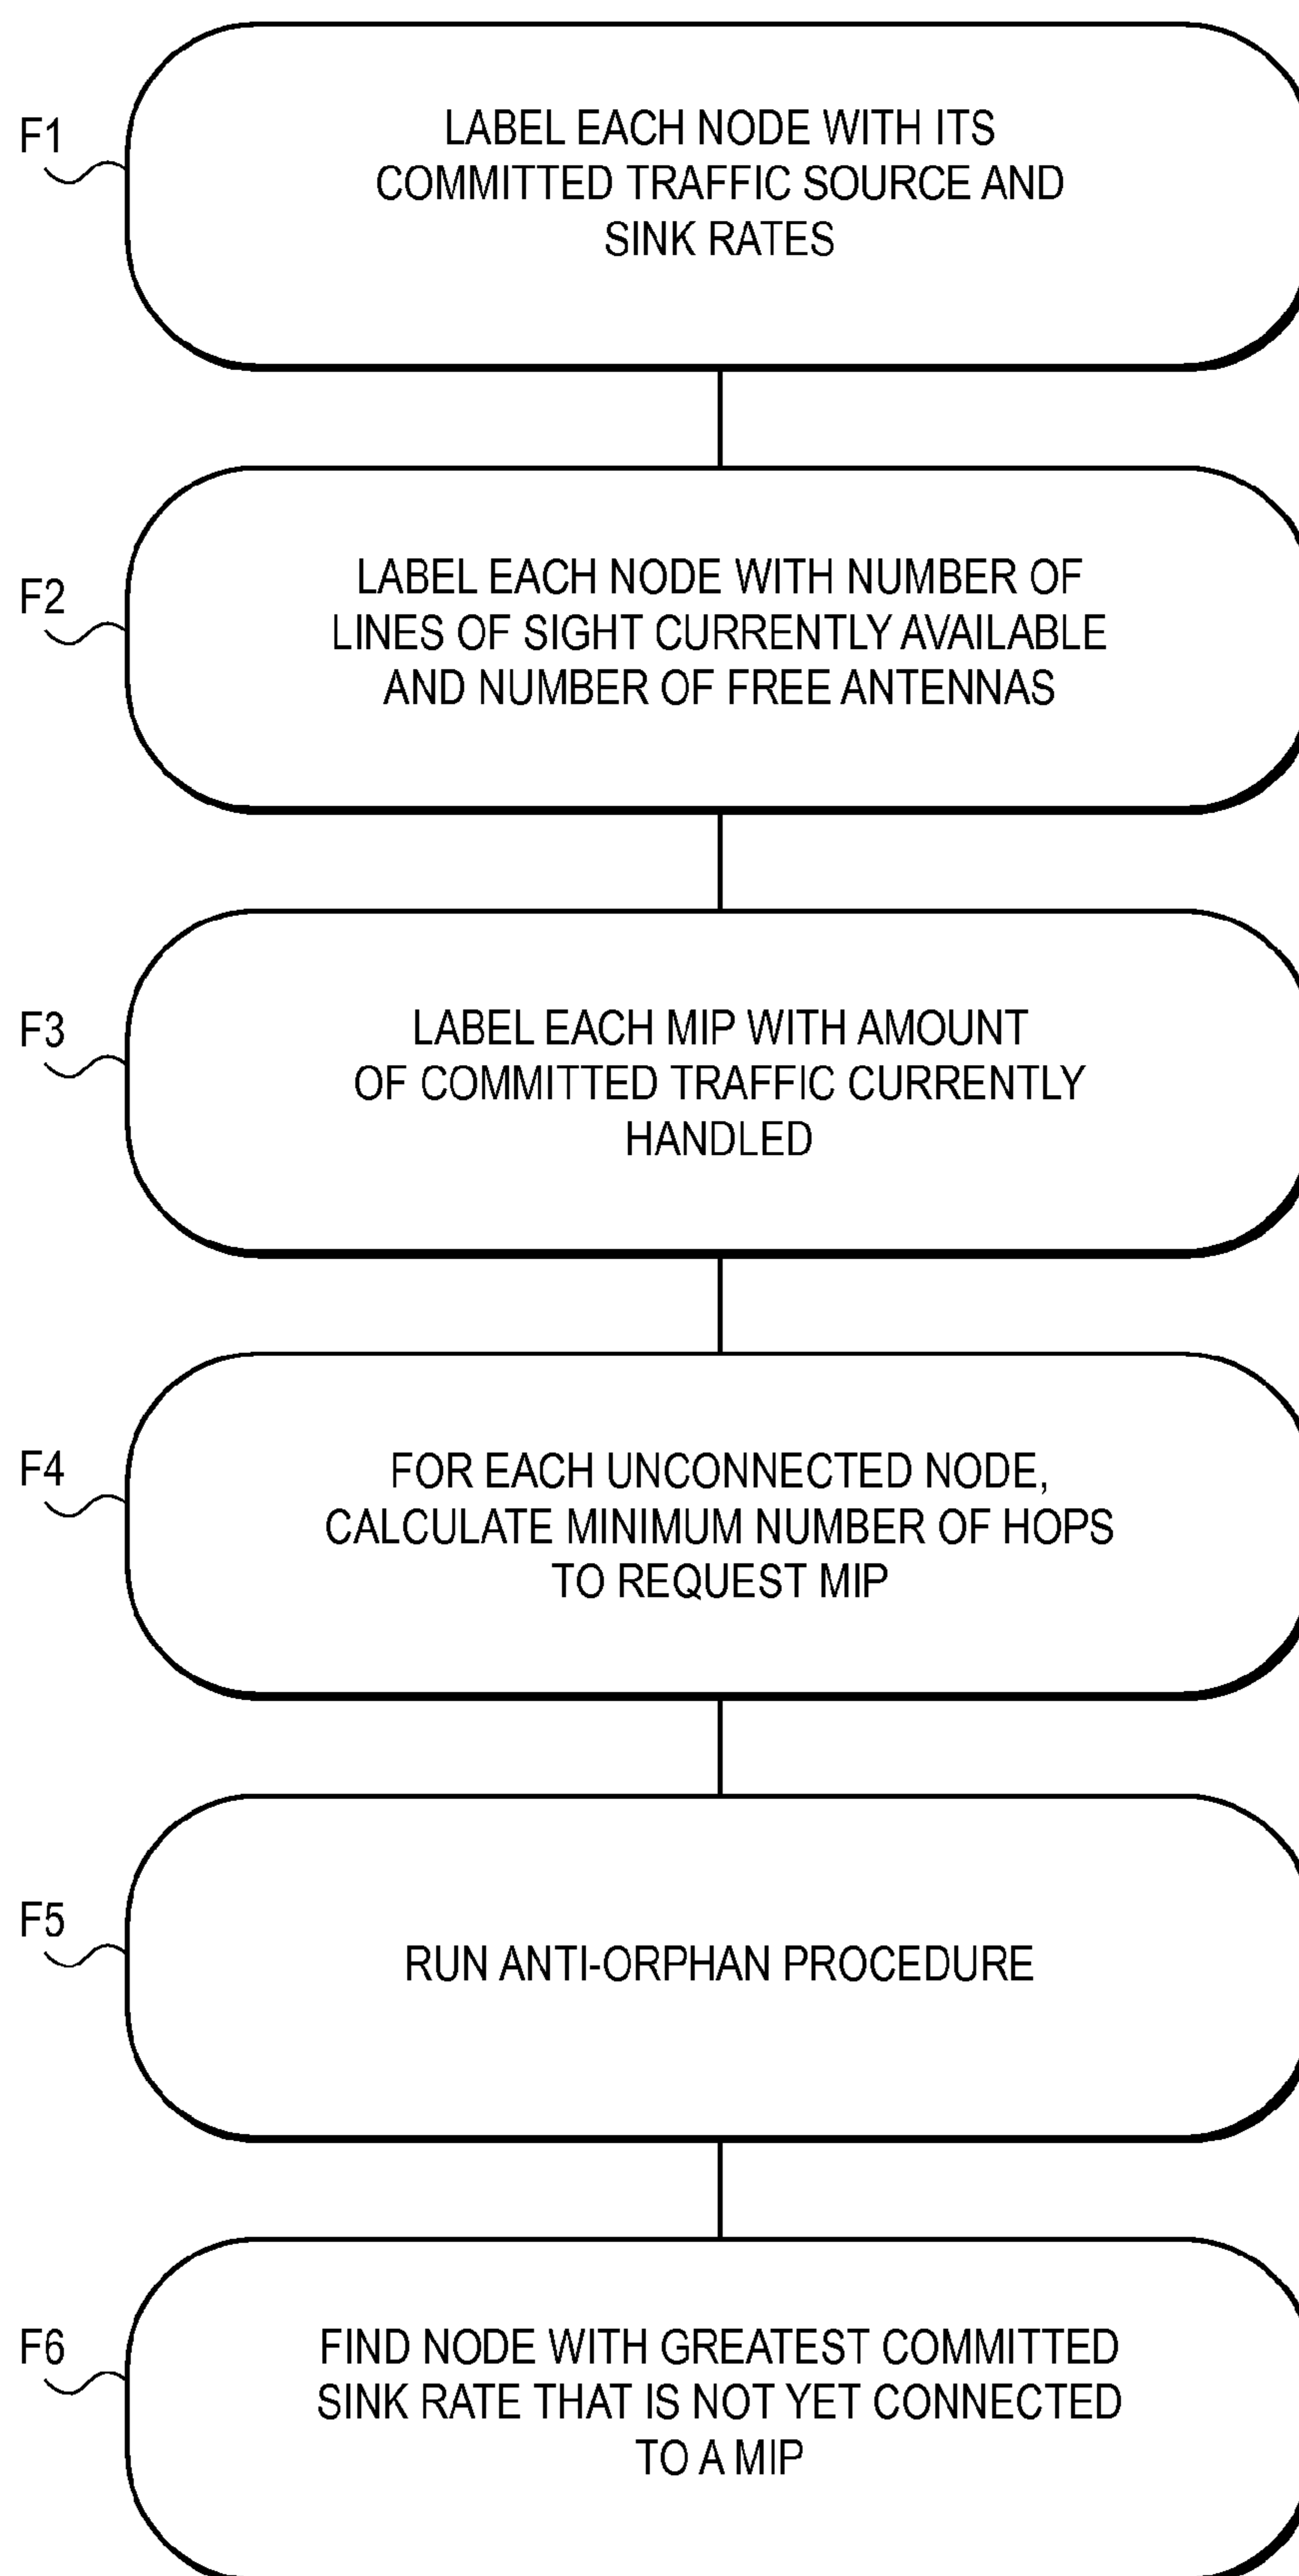 F1
LABEL EACH NODE WITH ITS
COMMITTED TRAFFIC SOURCE AND
SINK RATES
F2
LABEL EACH NODE WITH NUMBER OF
LINES OF SIGHT CURRENTLY AVAILABLE
AND NUMBER OF FREE ANTENNAS
F3
LABEL EACH MIP WITH AMOUNT
OF COMMITTED TRAFFIC CURRENTLY
HANDLED
F4
FOR EACH UNCONNECTED NODE,
CALCULATE MINIMUM NUMBER OF HOPS
TO REQUEST MIP
F5
RUN ANTI-ORPHAN PROCEDURE
F6
FIND NODE WITH GREATEST COMMITTED
SINK RATE THAT IS NOT YET CONNECTED
TO A MIP